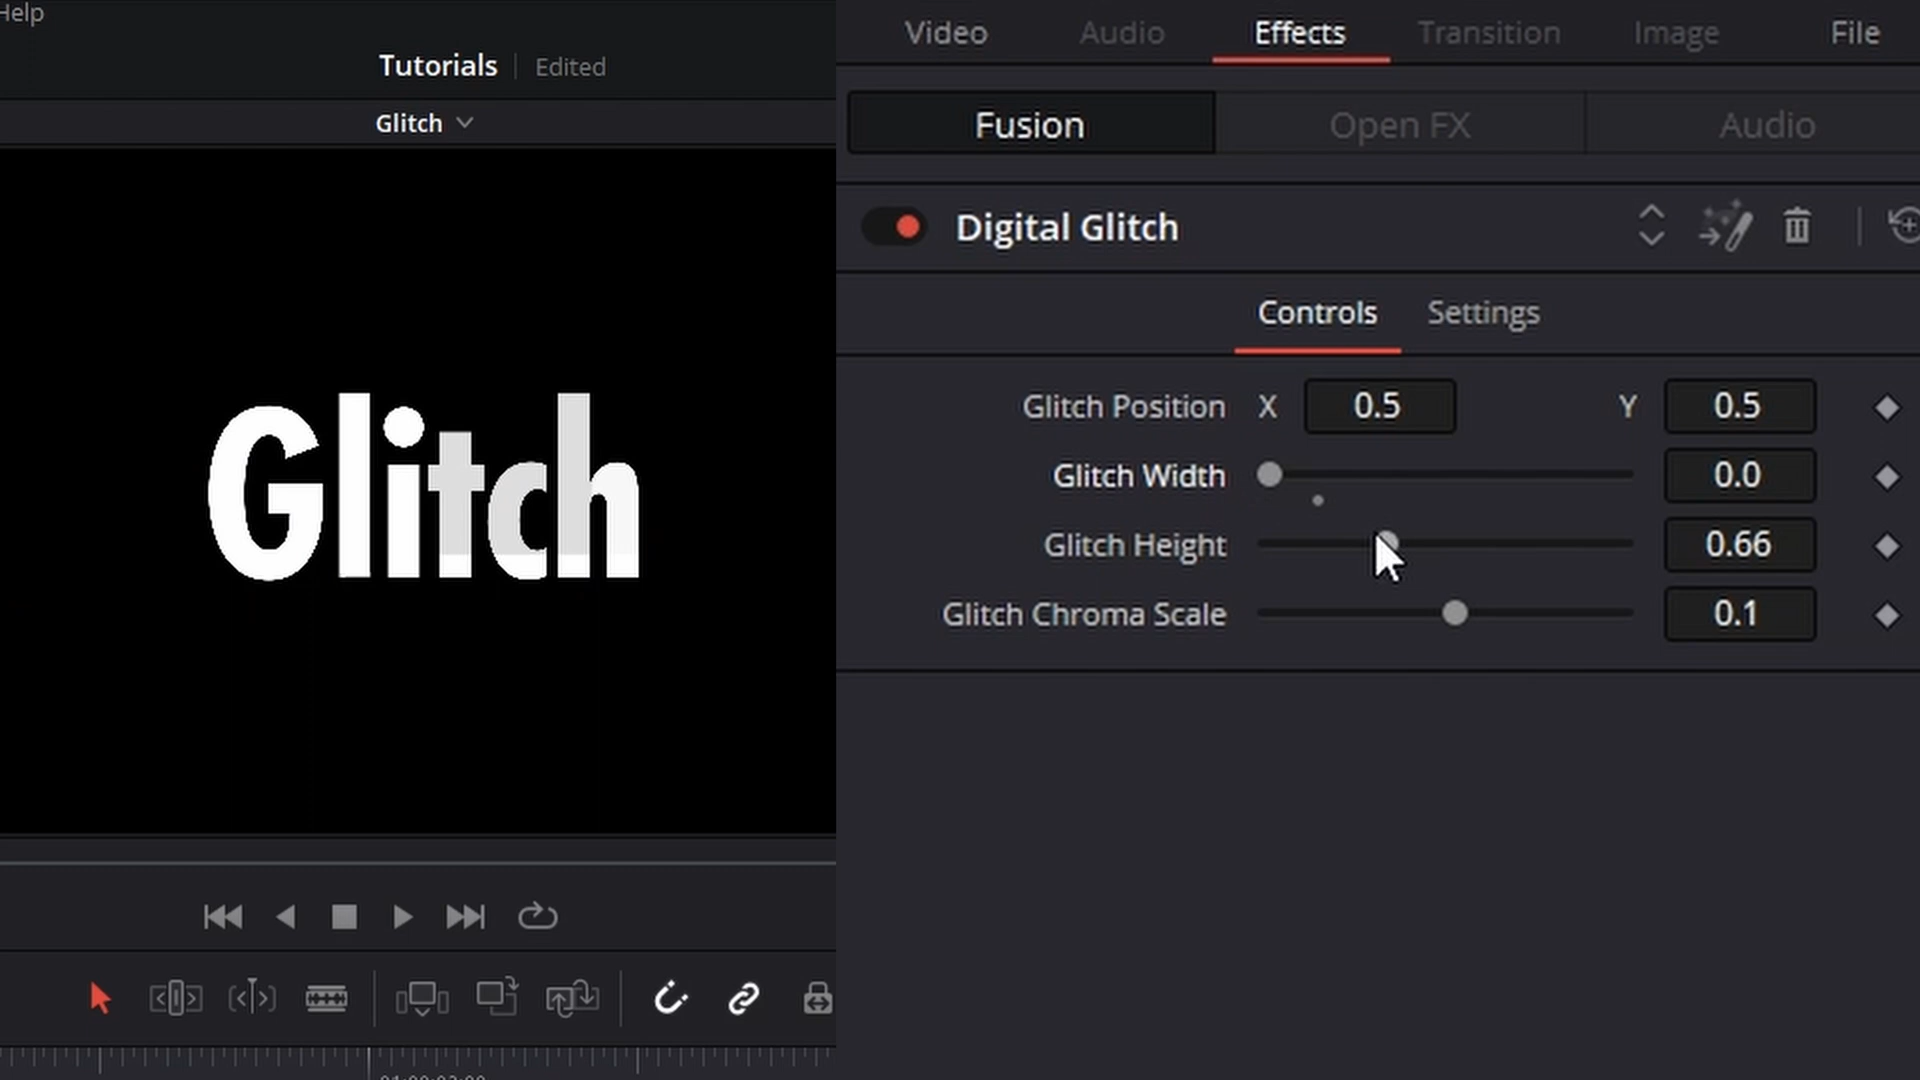 Help
Tutorials Edited
Glitch
Glitch
Video Audio Effects Transition Image File
Fusion Open FX Audio
Digital Glitch
Controls Settings
Glitch Position X 0.5 Y 0.5
Glitch Width 0.0
Glitch Height 0.66
Glitch Chroma Scale 0.1